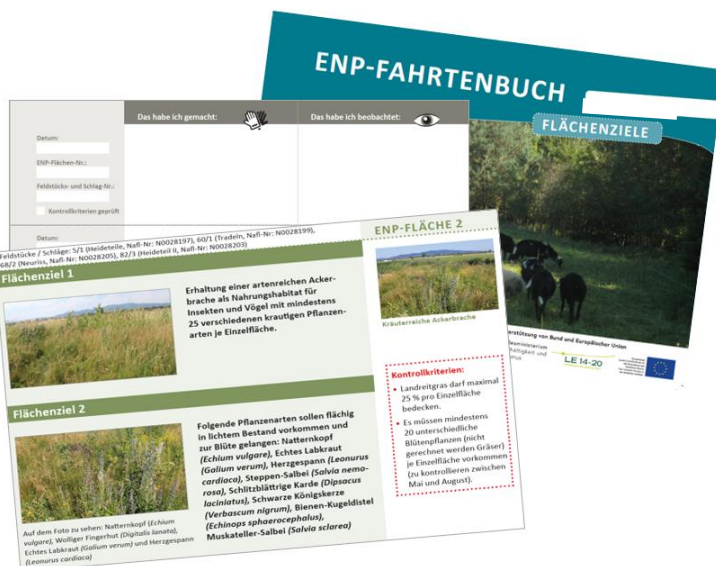 ENP-FAHRTENBUCH
FLÄCHENZIELE
Das habe ich gemacht:
Das habe ich beobachtet:
Datum:
ENP-Flächen-Nr.:
Feldstücks- und Schlag-Nr.:
Kontrollkriterien geprüft
Datum:
Feldstücke / Schläge: 5/1 (Heideteile, Nafl-Nr: N0028197), 60/1 (Tradeln, Nafl-Nr: N0028199),
68/2 (Neuriss, Nafl-Nr: N0028205), 82/3 (Heideteil II, Nafl-Nr: N0028203)
Flächenziel 1
Erhaltung einer artenreichen Acker-
brache als Nahrungshabitat für
Insekten und Vögel mit mindestens
25 verschiedenen krautigen Pflanzen-
arten je Einzelfläche.
Flächenziel 2
Folgende Pflanzenarten sollen flächig
in lichtem Bestand vorkommen und
zur Blüte gelangen: Natternkopf
(Echium vulgare), Echtes Labkraut
(Galium verum), Herzgespann (Leonurus
cardiaca), Steppen-Salbei (Salvia nemo-
rosa), Schlitzblättrige Karde (Dipsacus
laciniatus), Schwarze Königskerze
(Verbascum nigrum), Bienen-Kugeldistel
(Echinops sphaerocephalus),
Muskateller-Salbei (Salvia sclarea)
Auf dem Foto zu sehen: Natternkopf (Echium
vulgare), Wolliger Fingerhut (Digitalis lanata),
Echtes Labkraut (Galium verum) und Herzgespann
(Leonurus cardiaca)
ENP-FLÄCHE 2
Kräuterreiche Ackerbrache
Kontrollkriterien:
• Landreitgras darf maximal
25 % pro Einzelfläche
bedecken.
• Es müssen mindestens
20 unterschiedliche
Blütenpflanzen (nicht
gerechnet werden Gräser)
je Einzelfläche vorkommen
(zu kontrollieren zwischen
Mai und August).
von Bund und Europäischer Union
LE 14-20